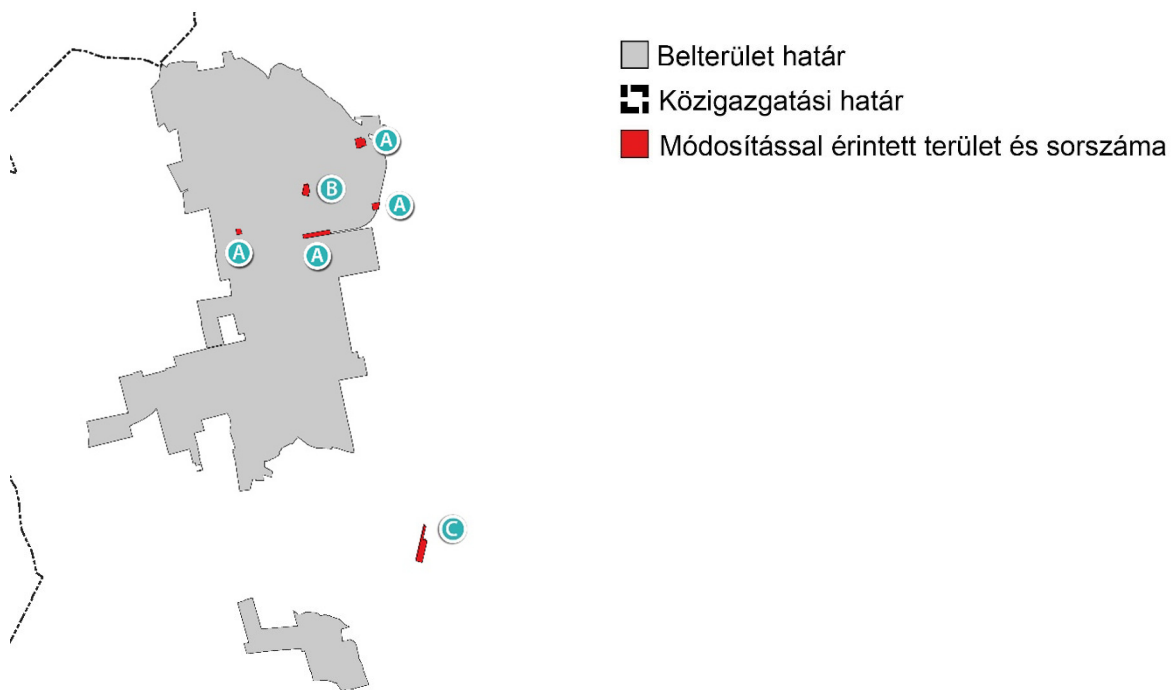 Belterület határ
Közigazgatási határ
Módosítással érintett terület és sorszáma
A
B
A
A
A
C